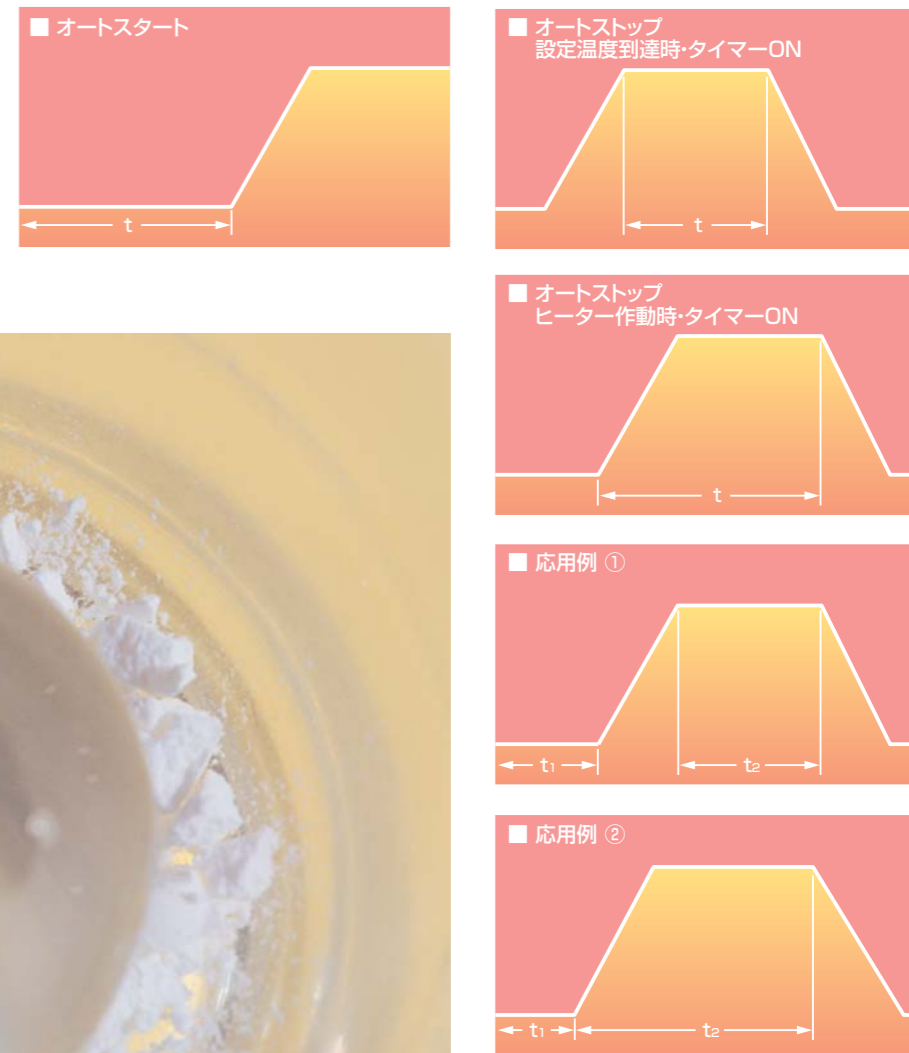 ■ オートスタート
t
■ オートストップ
設定温度到達時・タイマーON
t
■ オートストップ
ヒーター作動時・タイマーON
t
■ 応用例 ①
t₁
t₂
■ 応用例 ②
t₁
t₂